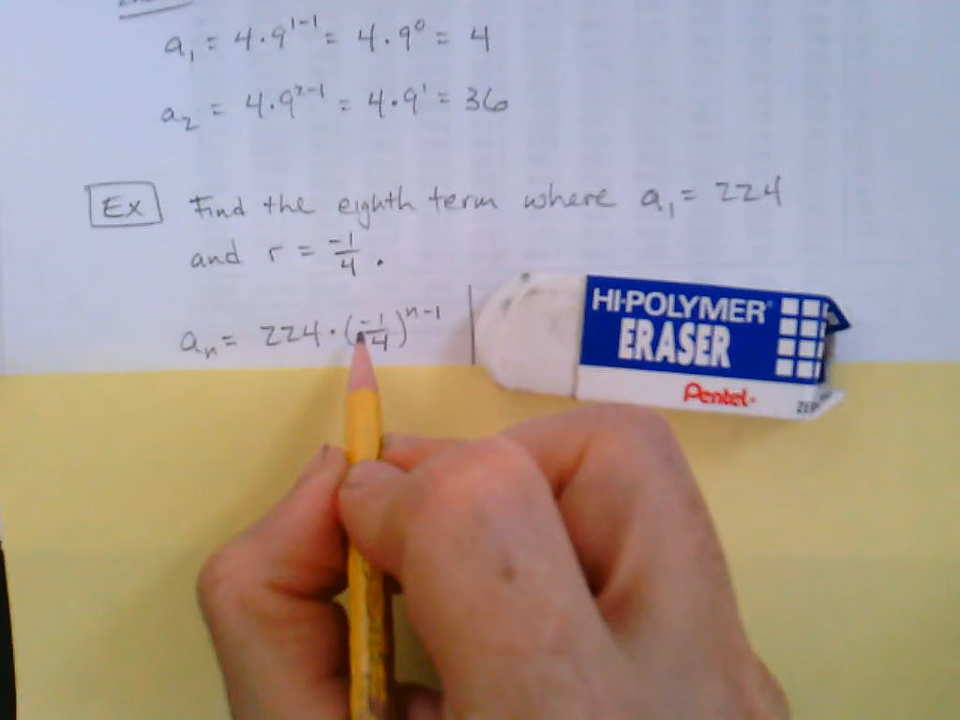 a₁ = 4·9¹⁻¹ = 4·9⁰ = 4
a₂ = 4·9²⁻¹ = 4·9¹ = 36
Ex Find the eighth term where a₁ = 224
and r = -1/4.
aₙ = 224·(-1/4)ⁿ⁻¹
HI-POLYMER
ERASER
Pentel